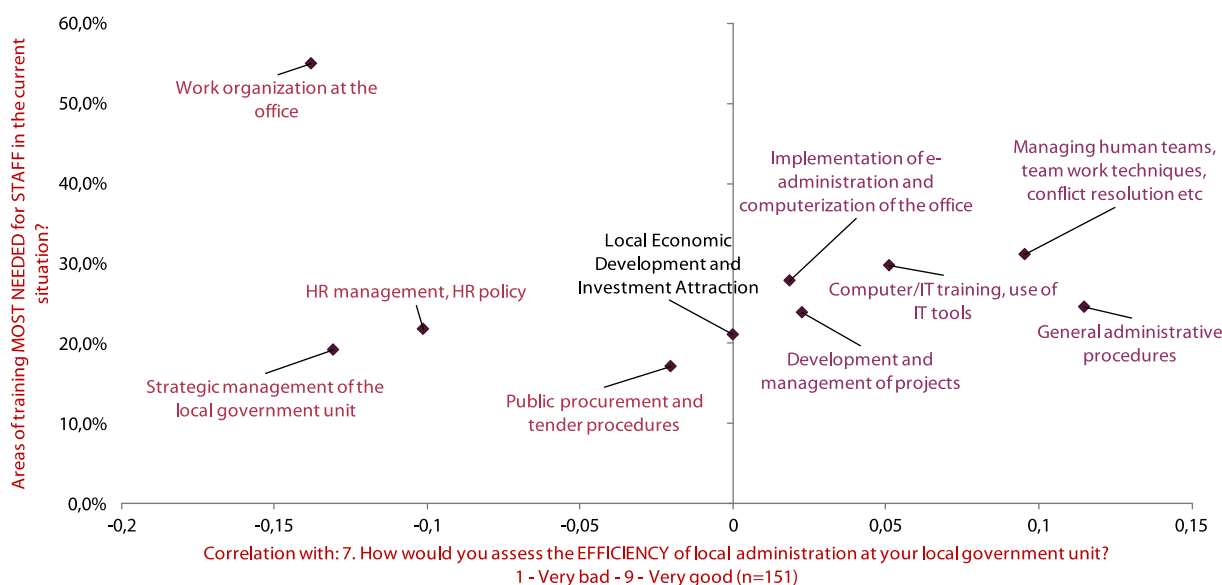 Areas of training MOST NEEDED for STAFF in the current
situation?
60,0%
50,0%
40,0%
30,0%
20,0%
10,0%
0,0%
Work organization at the
office
Managing human teams,
team work techniques,
conflict resolution etc
Implementation of e-
administration and
computerization of the office
Local Economic
Development and
Investment Attraction
HR management, HR policy
Computer/IT training, use of
IT tools
General administrative
procedures
Strategic management of the
local government unit
Public procurement and
tender procedures
Development and
management of projects
-0,2
-0,15
-0,1
-0,05
0
0,05
0,1
0,15
Correlation with: 7. How would you assess the EFFICIENCY of local administration at your local government unit?
1 - Very bad - 9 - Very good (n=151)